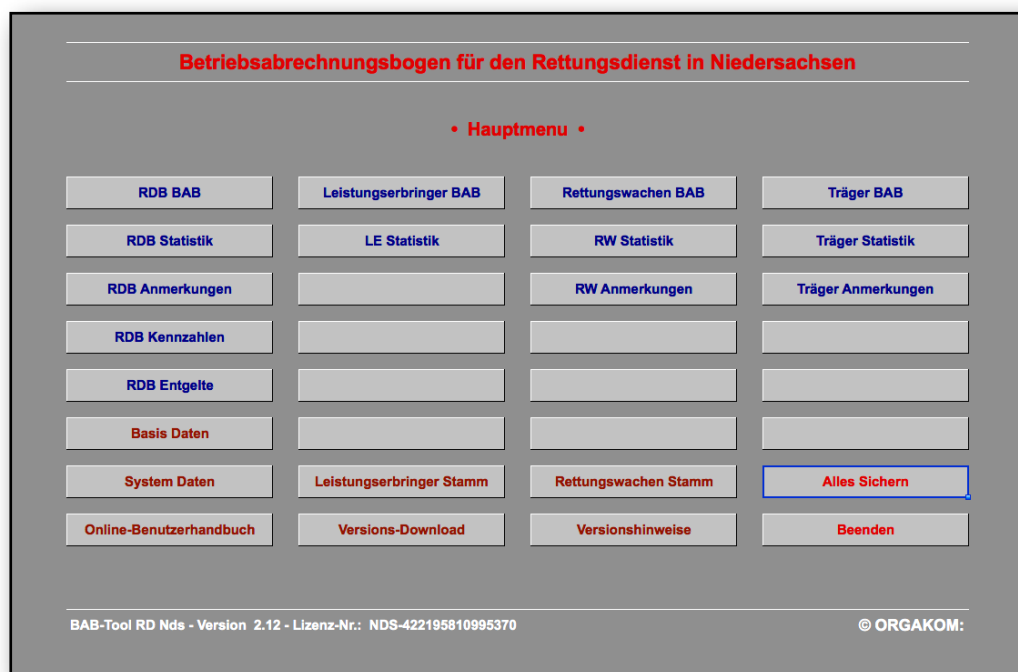 Betriebsabrechnungsbogen für den Rettungsdienst in Niedersachsen
• Hauptmenu •
RDB BAB Leistungserbringer BAB Rettungswachen BAB Träger BAB
RDB Statistik LE Statistik RW Statistik Träger Statistik
RDB Anmerkungen RW Anmerkungen Träger Anmerkungen
RDB Kennzahlen
RDB Entgelte
Basis Daten
System Daten Leistungserbringer Stamm Rettungswachen Stamm Alles Sichern
Online-Benutzerhandbuch Versions-Download Versionshinweise Beenden
BAB-Tool RD Nds - Version 2.12 - Lizenz-Nr.: NDS-422195810995370 © ORGAKOM: